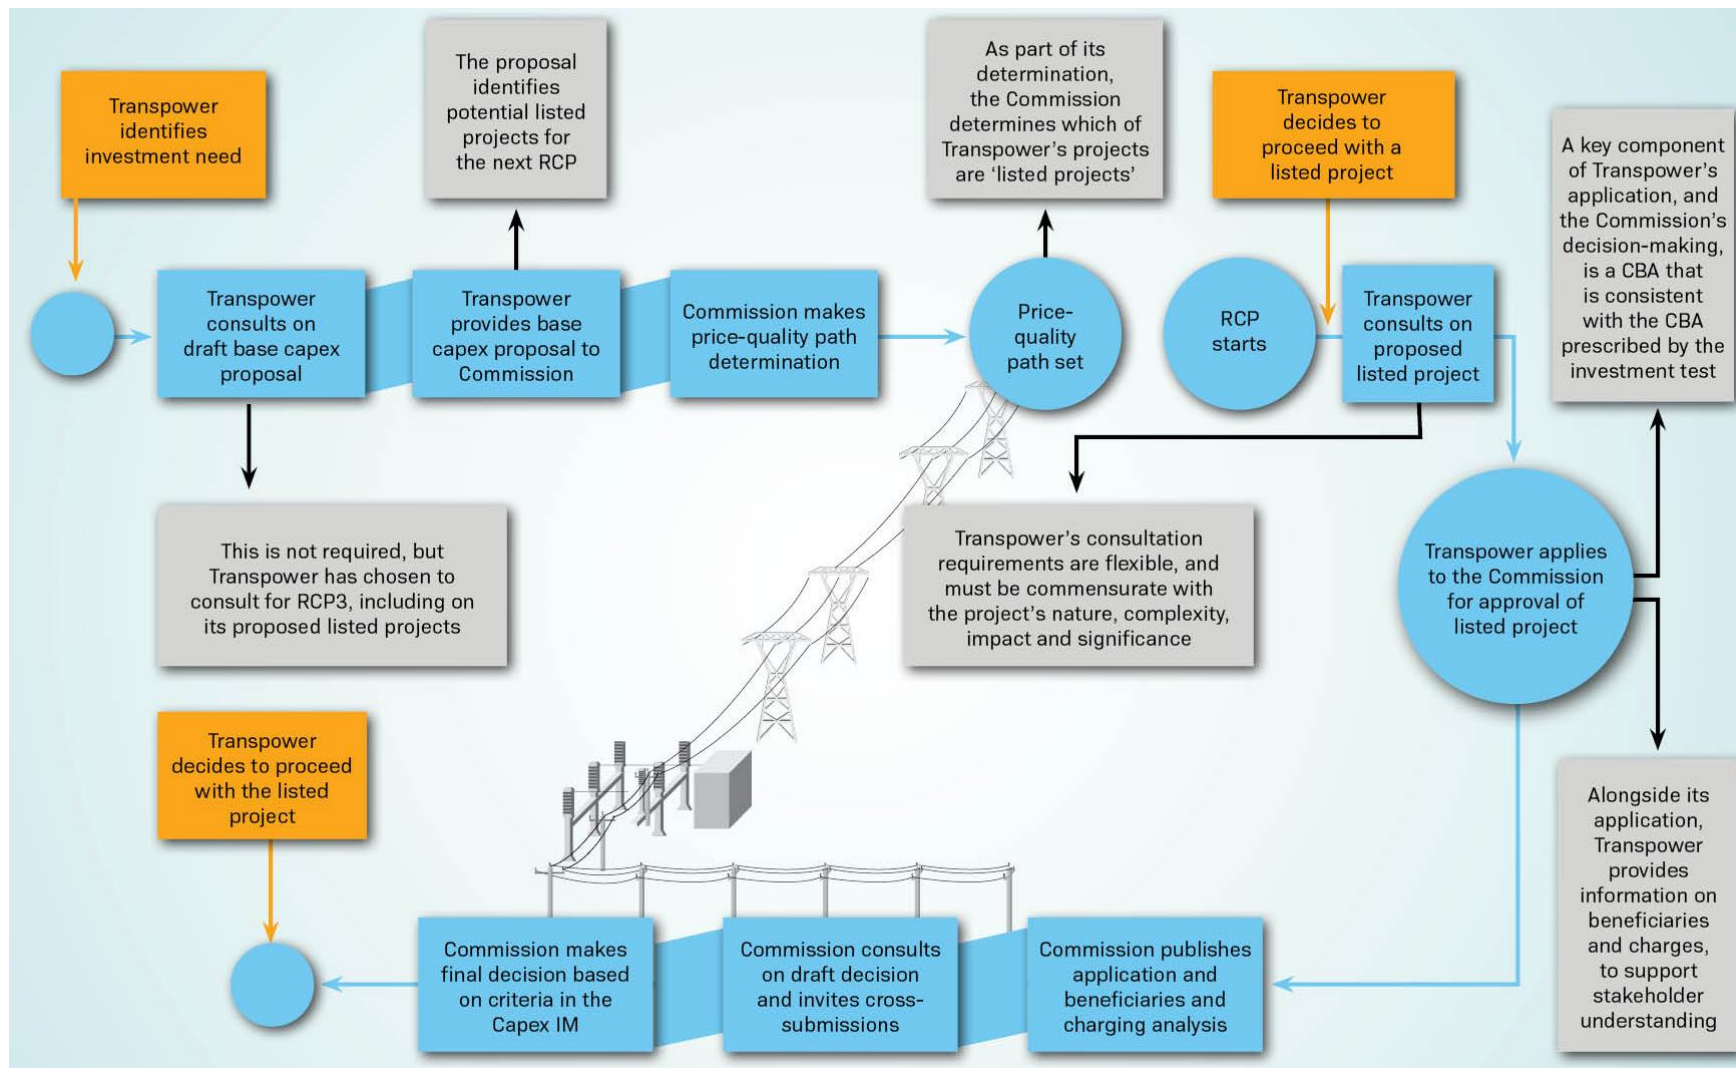 Transpower
identifies
investment need
The proposal
identifies
potential listed
projects for
the next RCP
As part of its
determination,
the Commission
determines which of
Transpower's projects
are 'listed projects'
Transpower
decides to
proceed with a
listed project
A key component
of Transpower's
application, and
the Commission's
decision-making,
is a CBA that
is consistent
with the CBA
prescribed by the
investment test
Transpower
consults on
draft base capex
proposal
Transpower
provides base
capex proposal to
Commission
Commission makes
price-quality path
determination
Price-
quality
path set
RCP
starts
Transpower
consults on
proposed
listed project
This is not required, but
Transpower has chosen to
consult for RCP3, including on
its proposed listed projects
Transpower's consultation
requirements are flexible, and
must be commensurate with
the project's nature, complexity,
impact and significance
Transpower applies
to the Commission
for approval of
listed project
Alongside its
application,
Transpower
provides
information on
beneficiaries
and charges,
to support
stakeholder
understanding
Transpower
decides to proceed
with the listed
project
Commission makes
final decision based
on criteria in the
Capex IM
Commission consults
on draft decision
and invites cross-
submissions
Commission publishes
application and
beneficiaries and
charging analysis